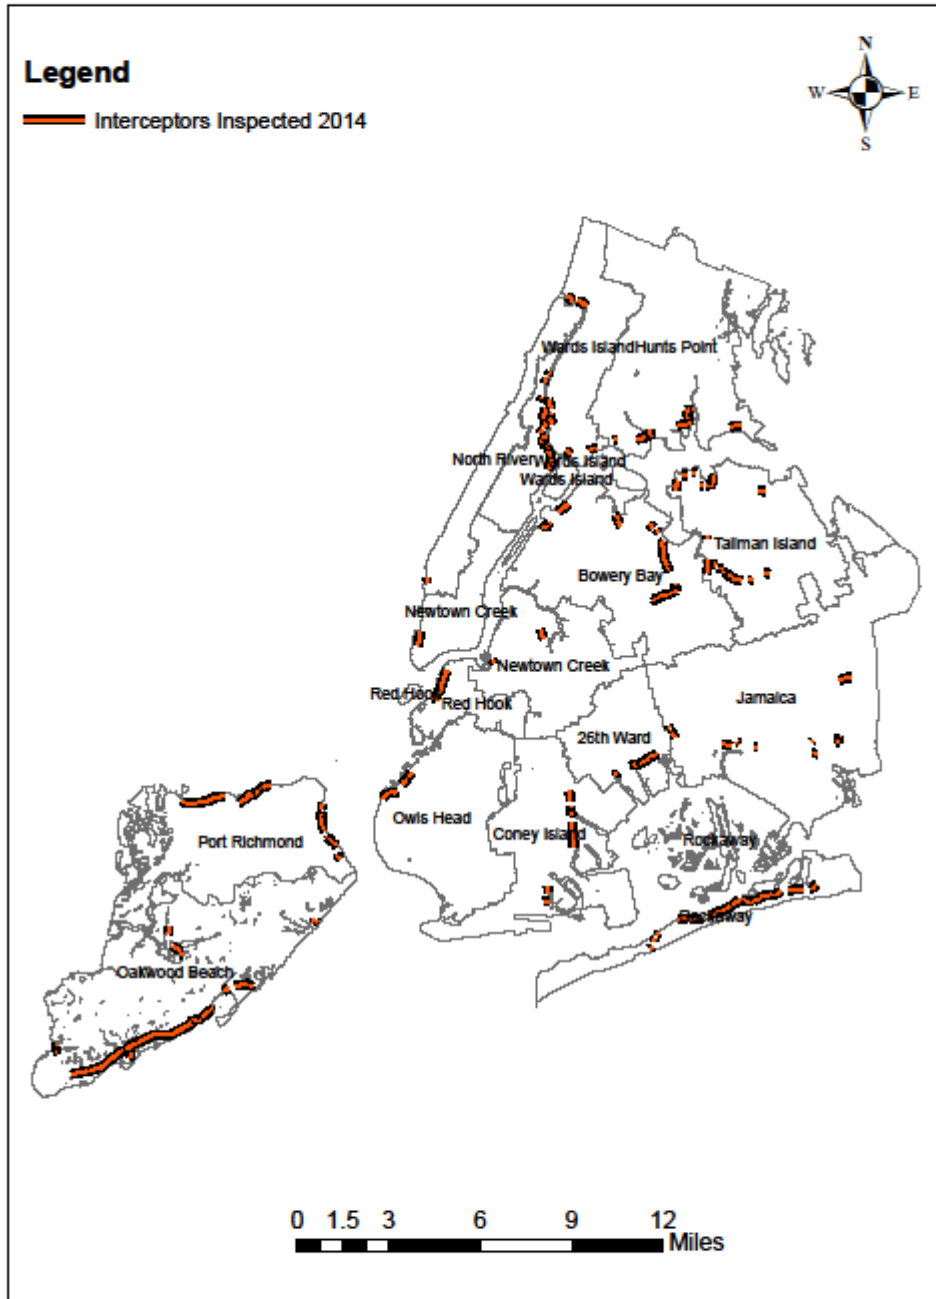 Legend
Interceptors Inspected 2014
N
W
E
S
Wards Island
Hunts Point
North River
Wards Island
Wards Island
Tallman Island
Bowery Bay
Newtown Creek
Newtown Creek
Red Hook
Red Hook
Jamaica
26th Ward
Owls Head
Coney Island
Rockaway
Port Richmond
Rockaway
Oakwood Beach
0 1.5 3 6 9 12
Miles